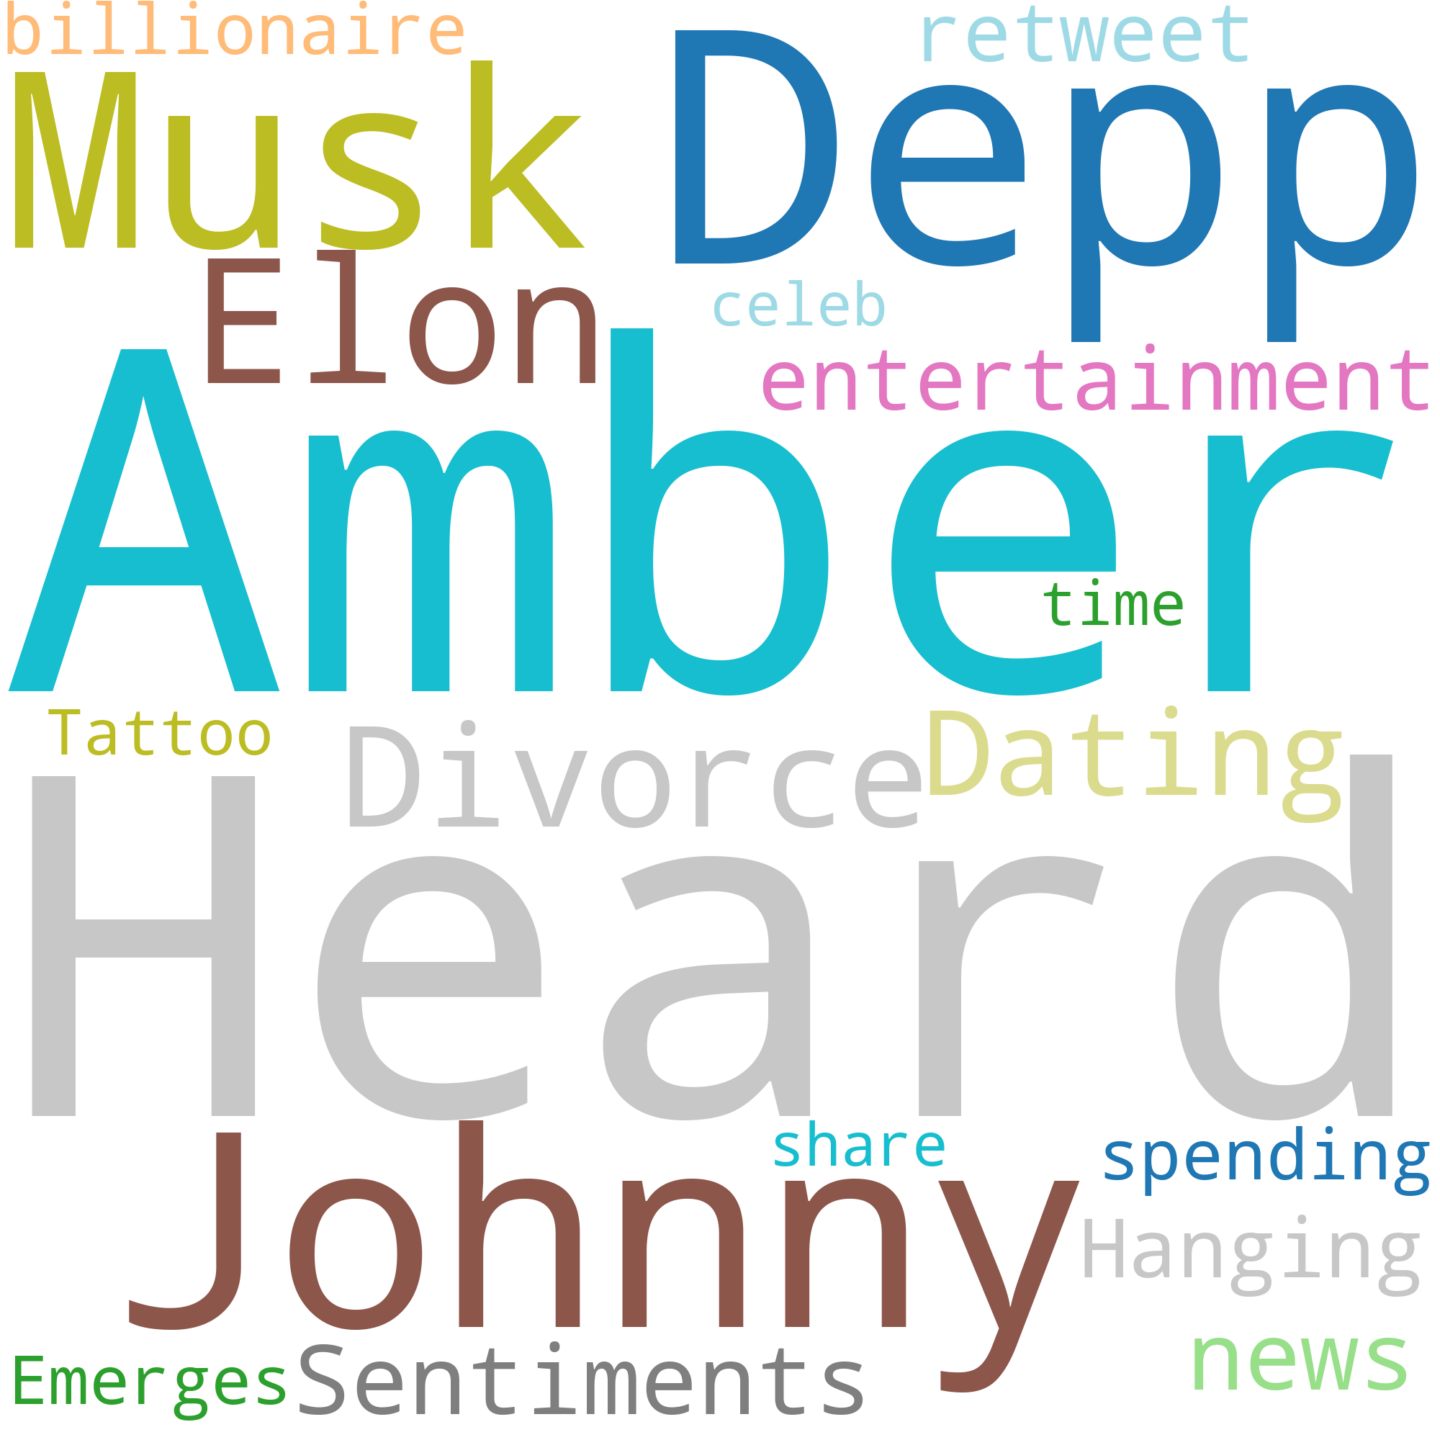 billionaire
retweet
Musk
Depp
Elon
celeb
entertainment
Amber
time
Tattoo
Divorce
Dating
Heard
Johnny
share
spending
Hanging
news
Emerges
Sentiments